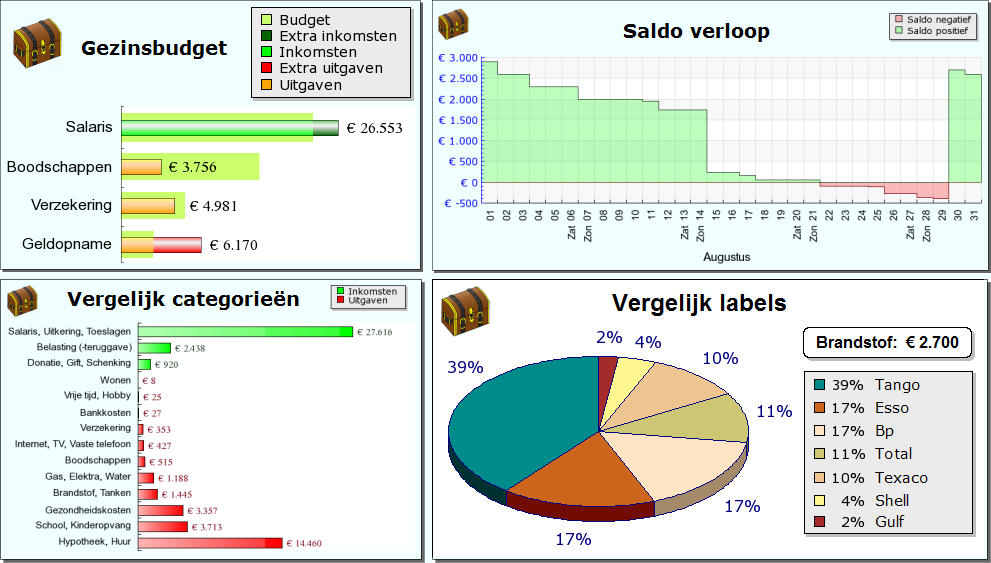 Gezinsbudget
Budget
Extra inkomsten
Inkomsten
Extra uitgaven
Uitgaven
Salaris € 26.553
Boodschappen € 3.756
Verzekering € 4.981
Geldopname € 6.170
Saldo verloop
Saldo negatief
Saldo positief
€ 3.000
€ 2.500
€ 2.000
€ 1.500
€ 1.000
€ 500
€ 0
€ -500
01 02 03 04 05 Zat 06 Zon 07 08 09 10 11 12 Zat 13 Zon 14 15 16 17 18 19 Zat 20 Zon 21 22 23 24 25 26 Zat 27 Zon 28 29 30 31
Augustus
Vergelijk categorieën
Inkomsten
Uitgaven
Salaris, Uitkering, Toeslagen € 27.616
Belasting (-teruggave) € 2.438
Donatie, Gift, Schenking € 920
Wonen € 8
Vrije tijd, Hobby € 25
Bankkosten € 27
Verzekering € 353
Internet, TV, Vaste telefoon € 427
Boodschappen € 515
Gas, Elektra, Water € 1.188
Brandstof, Tanken € 1.445
Gezondheidskosten € 3.357
School, Kinderopvang € 3.713
Hypotheek, Huur € 14.460
Vergelijk labels
2%
4%
10%
11%
17%
17%
39%
Brandstof: € 2.700
39% Tango
17% Esso
17% Bp
11% Total
10% Texaco
4% Shell
2% Gulf